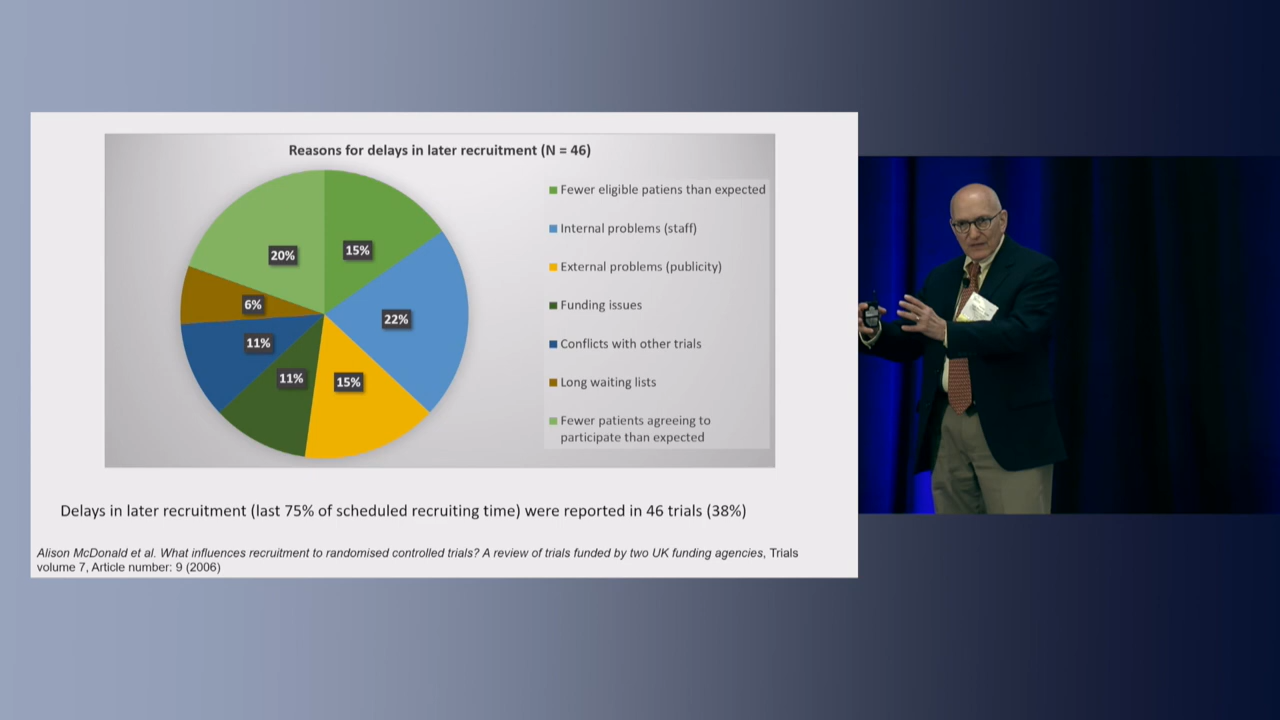 Reasons for delays in later recruitment (N = 46)
20%
15%
6%
22%
11%
11%
15%
Fewer eligible patiens than expected
Internal problems (staff)
External problems (publicity)
Funding issues
Conflicts with other trials
Long waiting lists
Fewer patients agreeing to
participate than expected
Delays in later recruitment (last 75% of scheduled recruiting time) were reported in 46 trials (38%)
Alison McDonald et al. What influences recruitment to randomised controlled trials? A review of trials funded by two UK funding agencies, Trials
volume 7, Article number: 9 (2006)